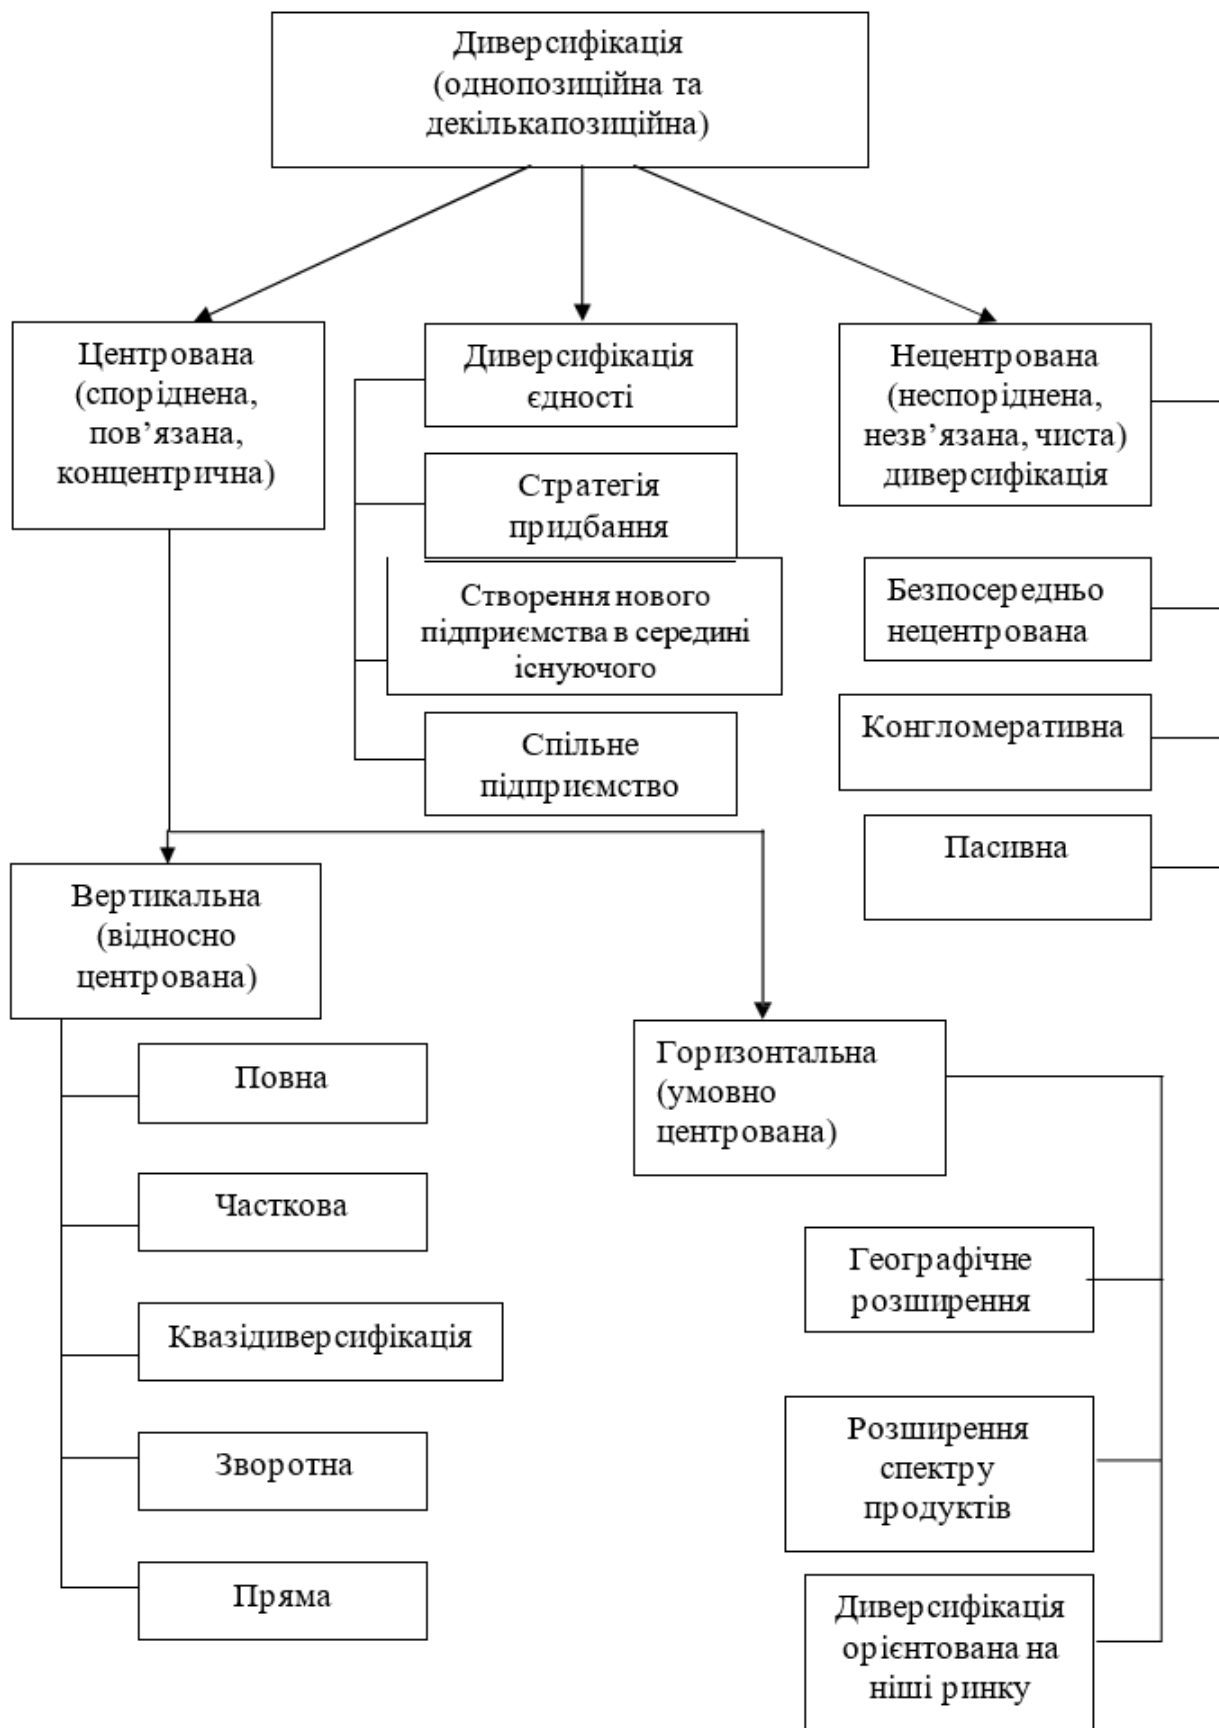 Диверсифікація
(однопозиційна та
декількапозиційна)
Центрована
(споріднена,
пов’язана,
концентрична)
Диверсифікація
єдності
Нецентрована
(неспоріднена,
незв’язана, чиста)
диверсифікація
Стратегія
придбання
Створення нового
підприємства в середині
існуючого
Спільне
підприємство
Безпосередньо
нецентрована
Конгломеративна
Пасивна
Вертикальна
(відносно
центрована)
Повна
Часткова
Квазідиверсифікація
Зворотна
Пряма
Горизонтальна
(умовно
центрована)
Географічне
розширення
Розширення
спектру
продуктів
Диверсифікація
орієнтована на
ніші ринку